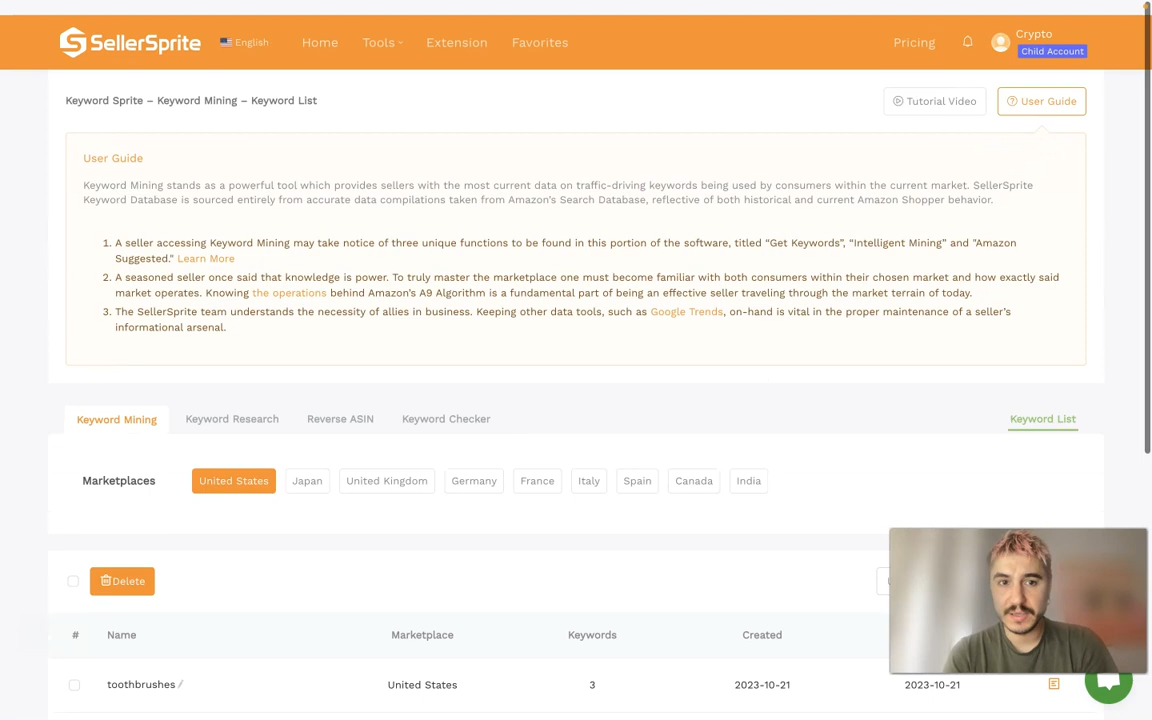 SellerSprite
English
Home
Tools
Extension
Favorites
Pricing
Crypto
Child Account
Keyword Sprite – Keyword Mining – Keyword List
Tutorial Video
User Guide
User Guide
Keyword Mining stands as a powerful tool which provides sellers with the most current data on traffic-driving keywords being used by consumers within the current market. SellerSprite
Keyword Database is sourced entirely from accurate data compilations taken from Amazon's Search Database, reflective of both historical and current Amazon Shopper behavior.
1. A seller accessing Keyword Mining may take notice of three unique functions to be found in this portion of the software, titled “Get Keywords”, “Intelligent Mining” and "Amazon
Suggested." Learn More
2. A seasoned seller once said that knowledge is power. To truly master the marketplace one must become familiar with both consumers within their chosen market and how exactly said
market operates. Knowing the operations behind Amazon's A9 Algorithm is a fundamental part of being an effective seller traveling through the market terrain of today.
3. The SellerSprite team understands the necessity of allies in business. Keeping other data tools, such as Google Trends, on-hand is vital in the proper maintenance of a seller's
informational arsenal.
Keyword Mining
Keyword Research
Reverse ASIN
Keyword Checker
Keyword List
Marketplaces
United States
Japan
United Kingdom
Germany
France
Italy
Spain
Canada
India
Delete
# Name Marketplace Keywords Created
toothbrushes United States 3 2023-10-21 2023-10-21